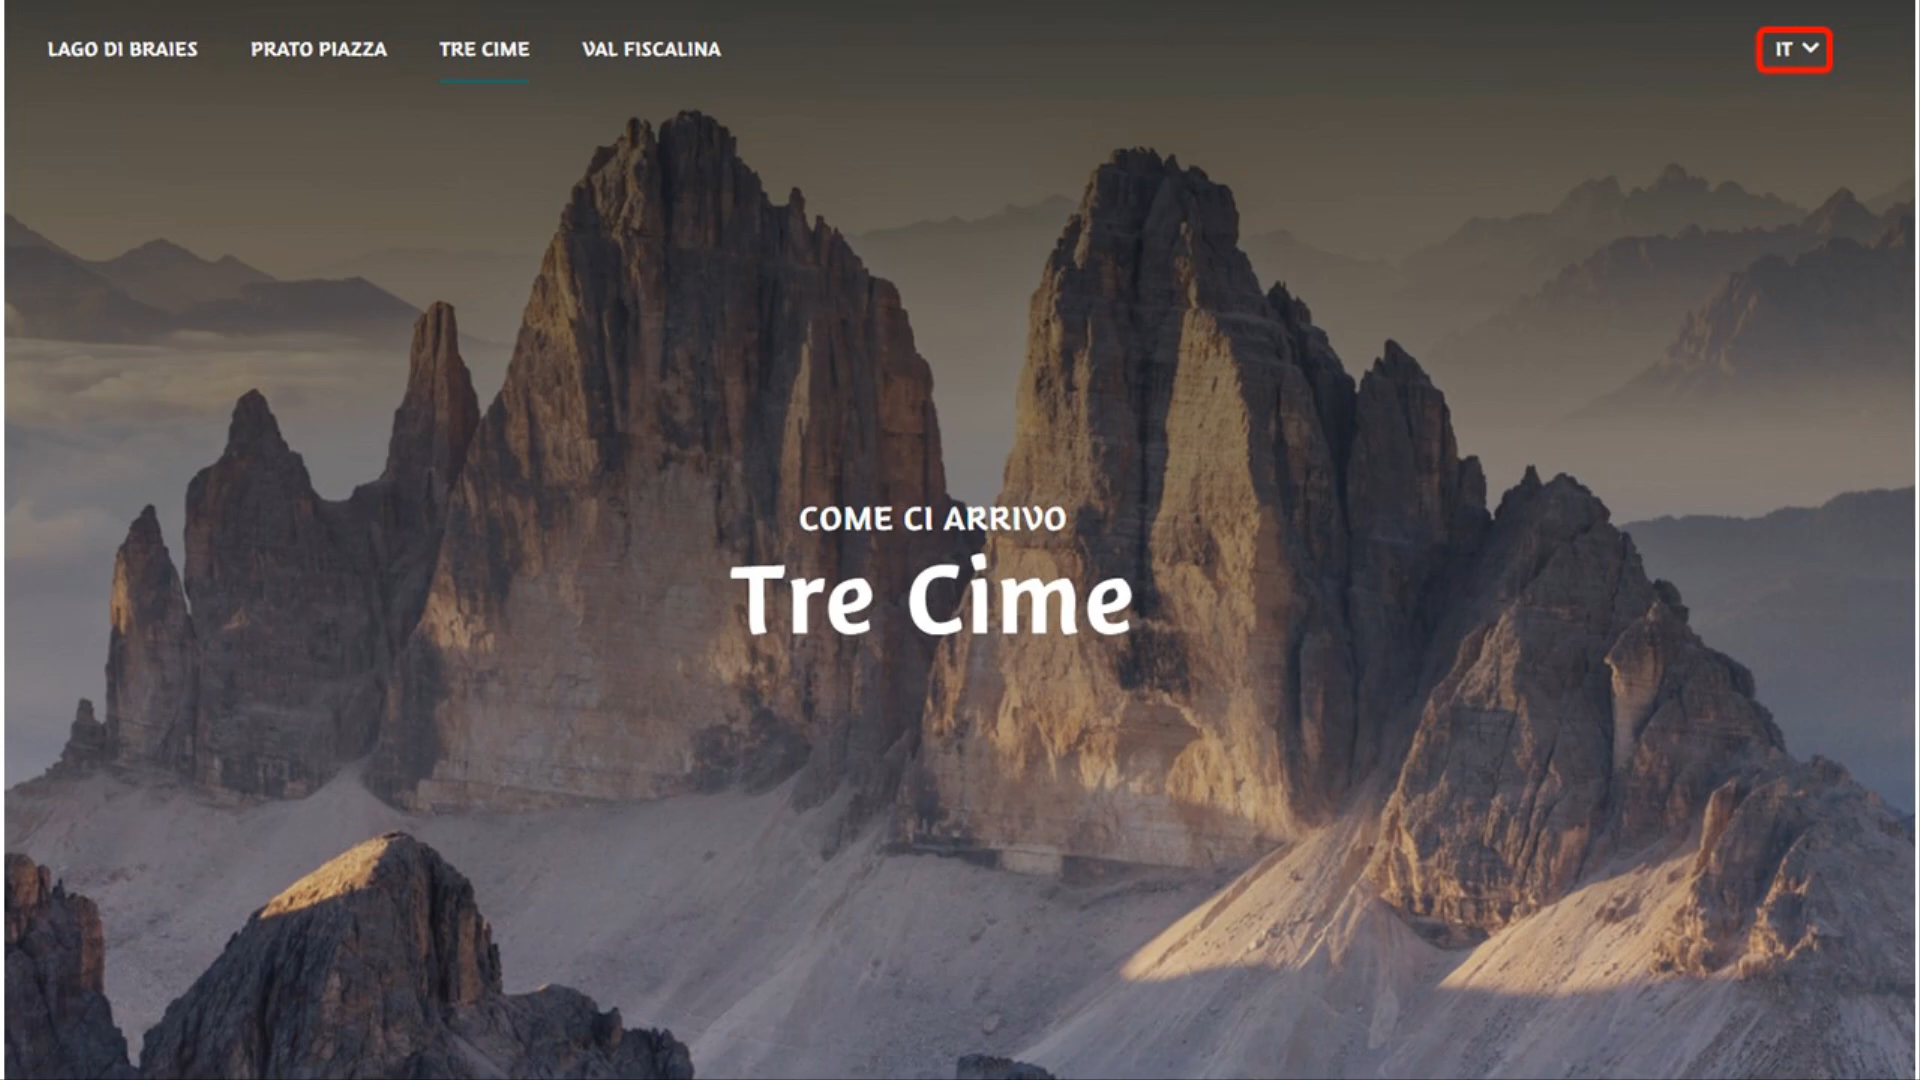 LAGO DI BRAIES PRATO PIAZZA TRE CIME VAL FISCALINA IT
COME CI ARRIVO
Tre Cime